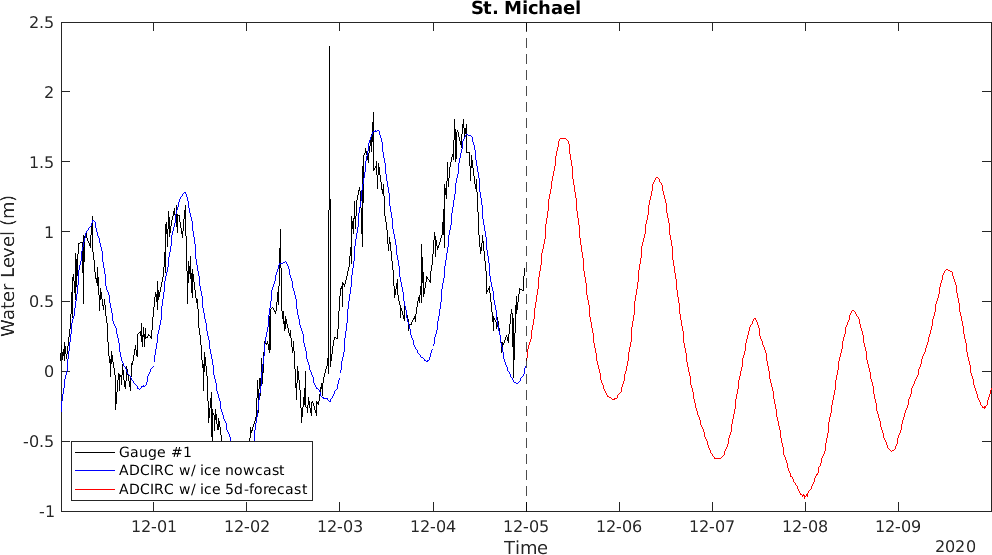 St. Michael
Water Level (m)
2.5
2
1.5
1
0.5
0
-0.5
-1
Gauge #1
ADCIRC w/ ice nowcast
ADCIRC w/ ice 5d-forecast
12-01 12-02 12-03 12-04 12-05 12-06 12-07 12-08 12-09
Time
2020